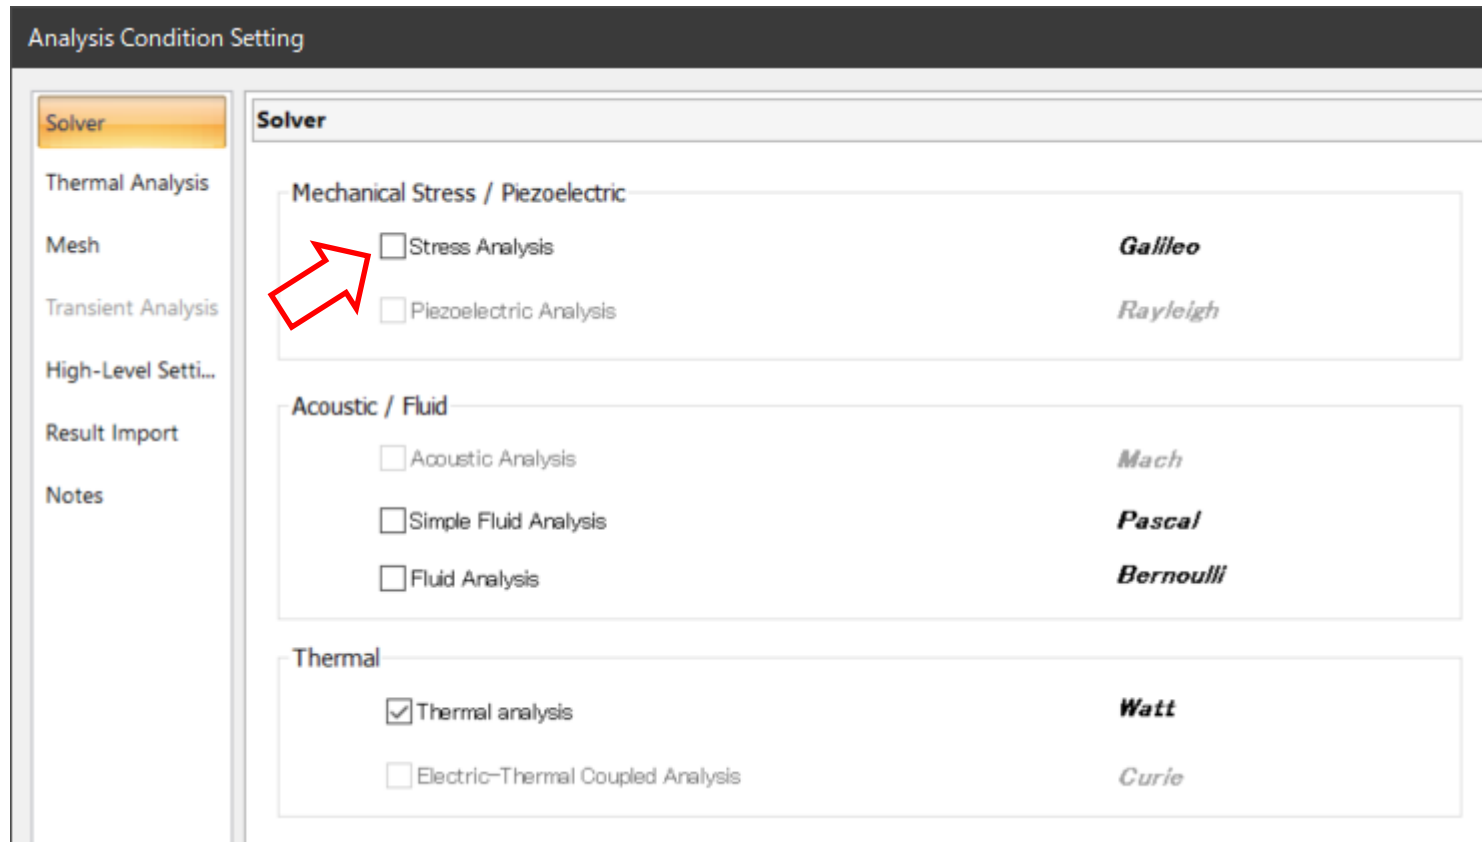 Analysis Condition Setting
Solver
Thermal Analysis
Mesh
Transient Analysis
High-Level Setti...
Result Import
Notes
Solver
Mechanical Stress / Piezoelectric
Stress Analysis Galileo
Piezoelectric Analysis Rayleigh
Acoustic / Fluid
Acoustic Analysis Mach
Simple Fluid Analysis Pascal
Fluid Analysis Bernoulli
Thermal
Thermal analysis Watt
Electric-Thermal Coupled Analysis Curie